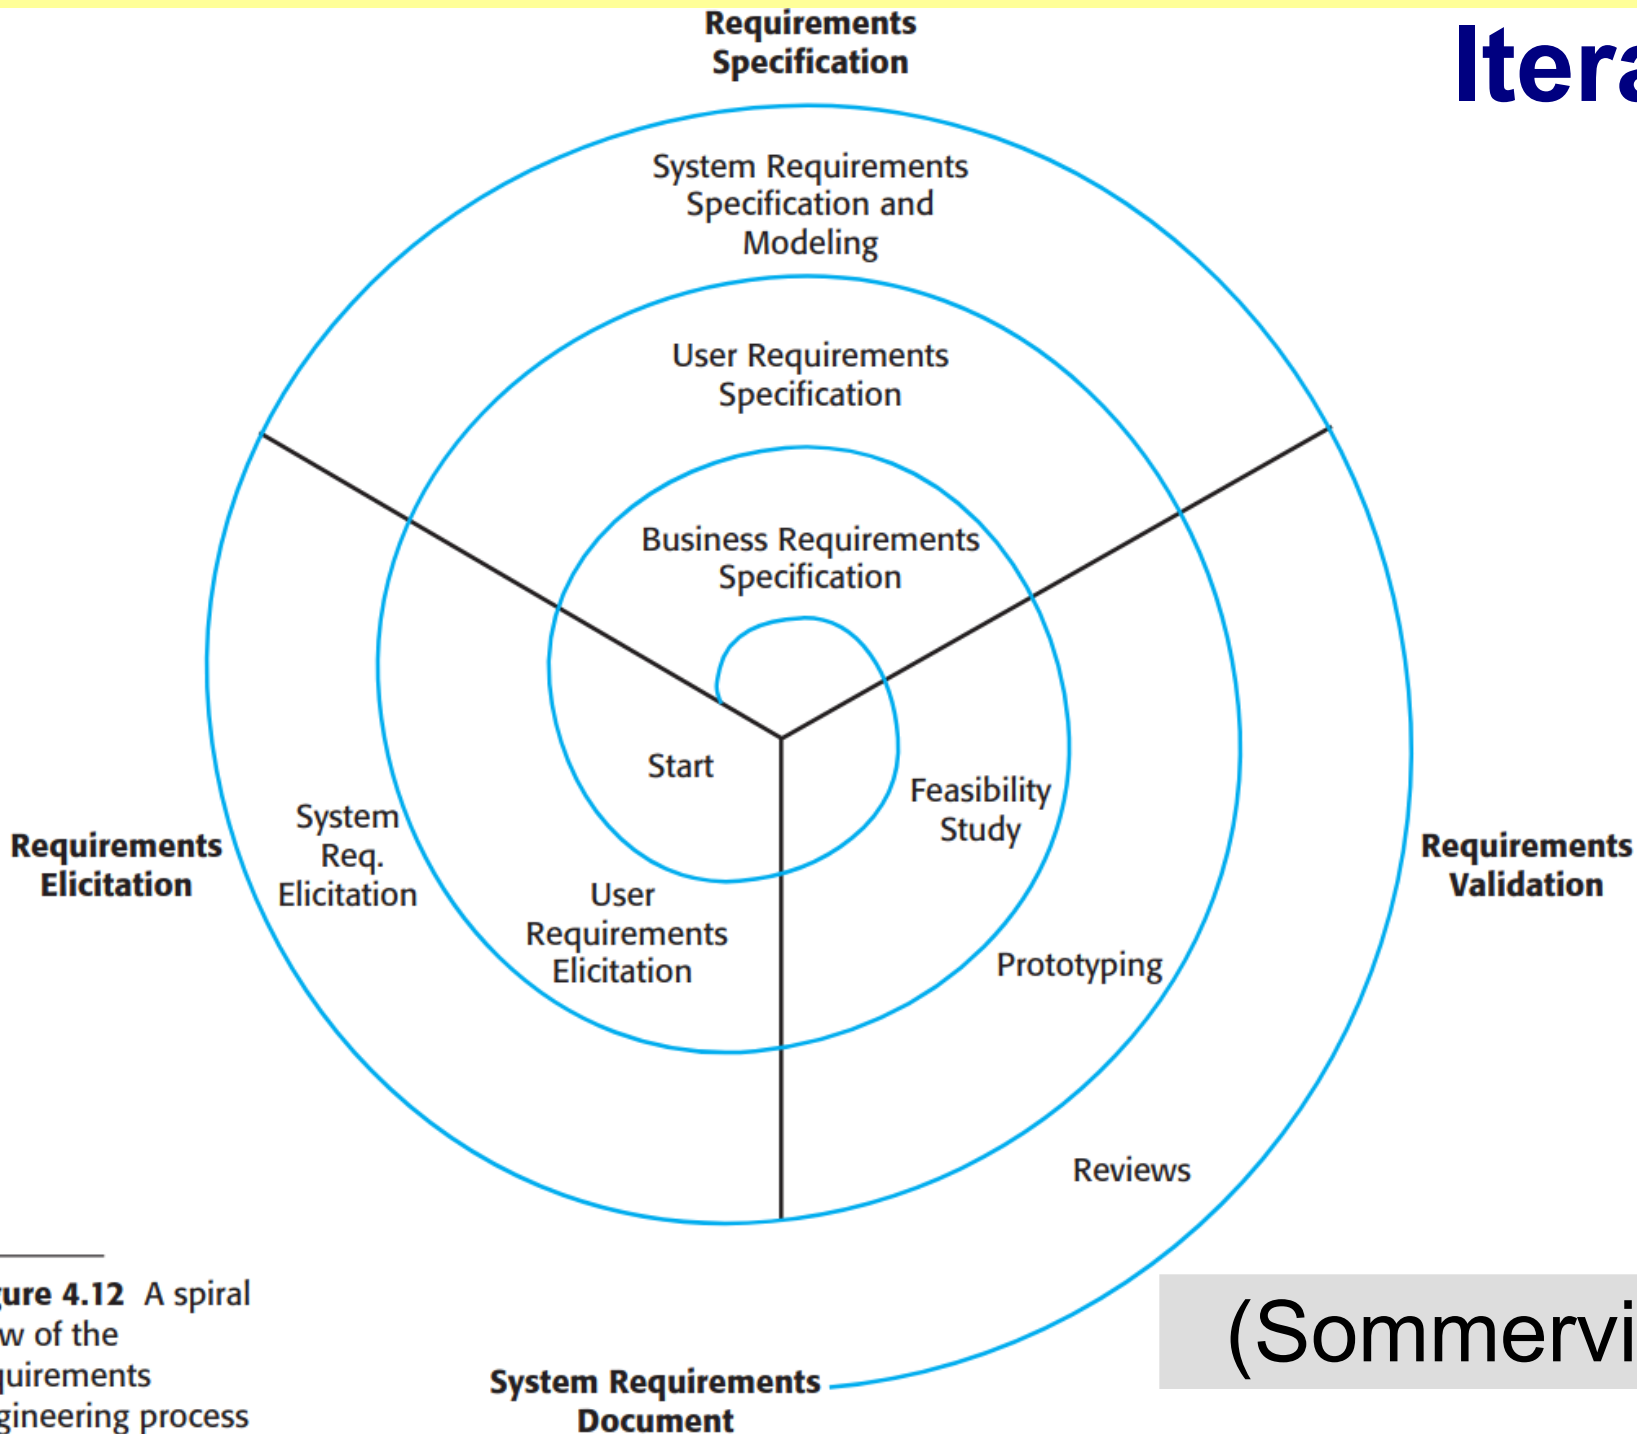 Requirements
Specification
Itera
System Requirements
Specification and
Modeling
User Requirements
Specification
Business Requirements
Specification
Start
Feasibility
Study
System
Req.
Elicitation
Requirements
Elicitation
Requirements
Validation
User
Requirements
Elicitation
Prototyping
Reviews
gure 4.12 A spiral
w of the
quirements
gineering process
(Sommervi
System Requirements
Document